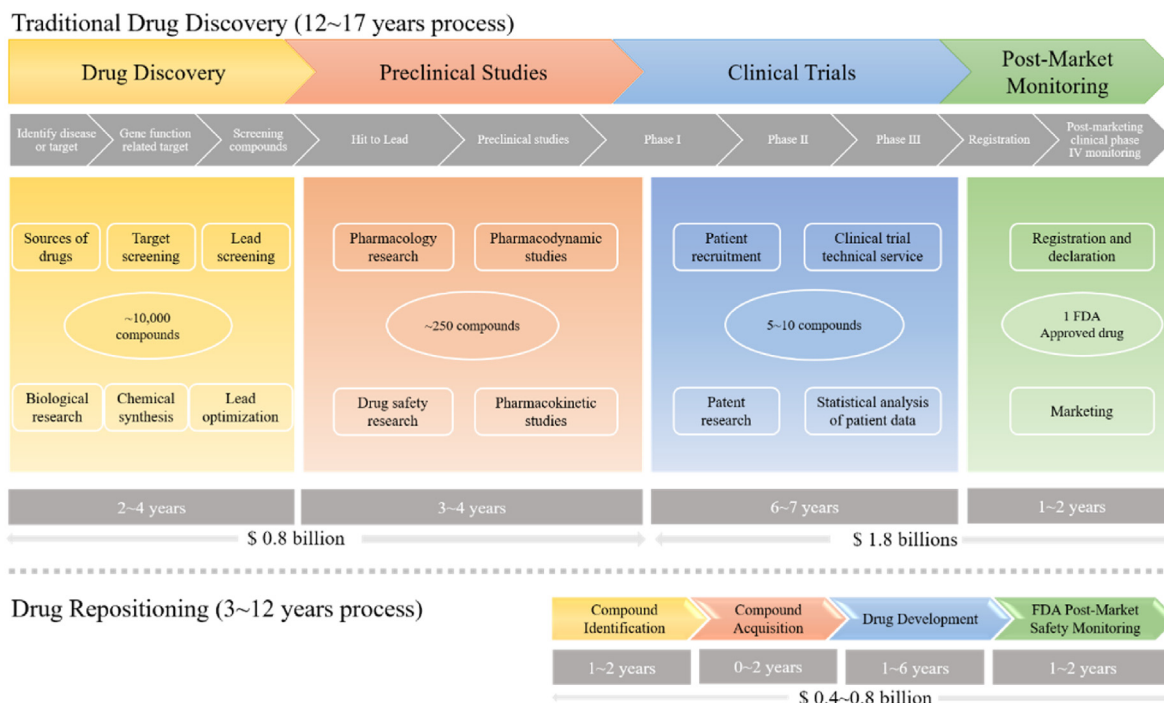 Traditional Drug Discovery (12~17 years process)
Drug Discovery
Preclinical Studies
Clinical Trials
Post-Market
Monitoring
Identify disease
or target
Gene function
related target
Screening
compounds
Hit to Lead
Preclinical studies
Phase I
Phase II
Phase III
Registration
Post-marketing
clinical phase
IV monitoring
Sources of
drugs
Target
screening
Lead
screening
~10,000
compounds
Biological
research
Chemical
synthesis
Lead
optimization
Pharmacology
research
Pharmacodynamic
studies
~250 compounds
Drug safety
research
Pharmacokinetic
studies
Patient
recruitment
Clinical trial
technical service
5~10 compounds
Patent
research
Statistical analysis
of patient data
Registration and
declaration
1 FDA
Approved drug
Marketing
2~4 years
3~4 years
6~7 years
1~2 years
$ 0.8 billion
$ 1.8 billions
Drug Repositioning (3~12 years process)
Compound
Identification
Compound
Acquisition
Drug Development
FDA Post-Market
Safety Monitoring
1~2 years
0~2 years
1~6 years
1~2 years
$ 0.4~0.8 billion